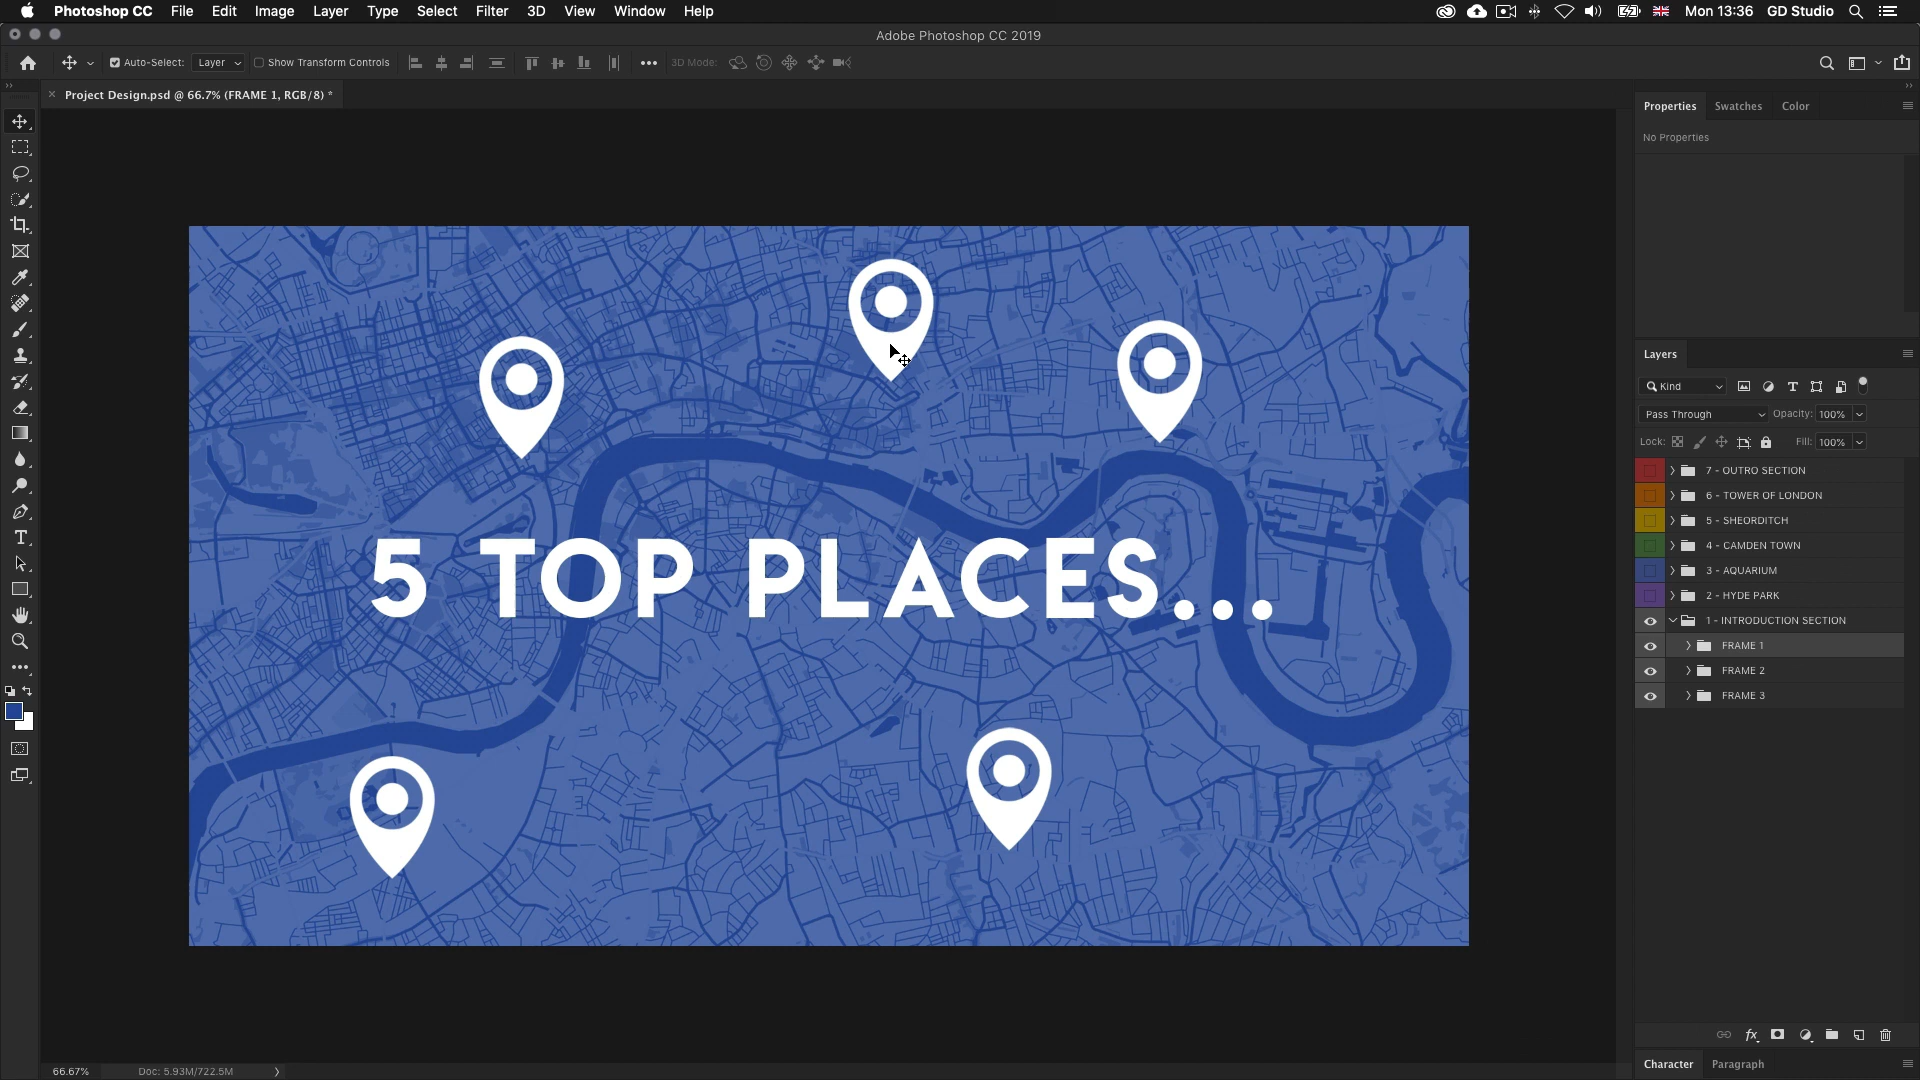 Photoshop CC File Edit Image Layer Type Select Filter 3D View Window Help Mon 13:36 GD Studio
Adobe Photoshop CC 2019
Auto-Select: Layer Show Transform Controls 3D Mode:
Project Design.psd @ 66.7% (FRAME 1, RGB/8) *
Properties Swatches Color
No Properties
Layers
Kind
Pass Through Opacity: 100%
Lock: Fill: 100%
7 - OUTRO SECTION
6 - TOWER OF LONDON
5 - SHEORDITCH
4 - CAMDEN TOWN
3 - AQUARIUM
2 - HYDE PARK
1 - INTRODUCTION SECTION
FRAME 1
FRAME 2
FRAME 3
5 TOP PLACES...
Character Paragraph
66.67% Doc: 5.93M/722.5M